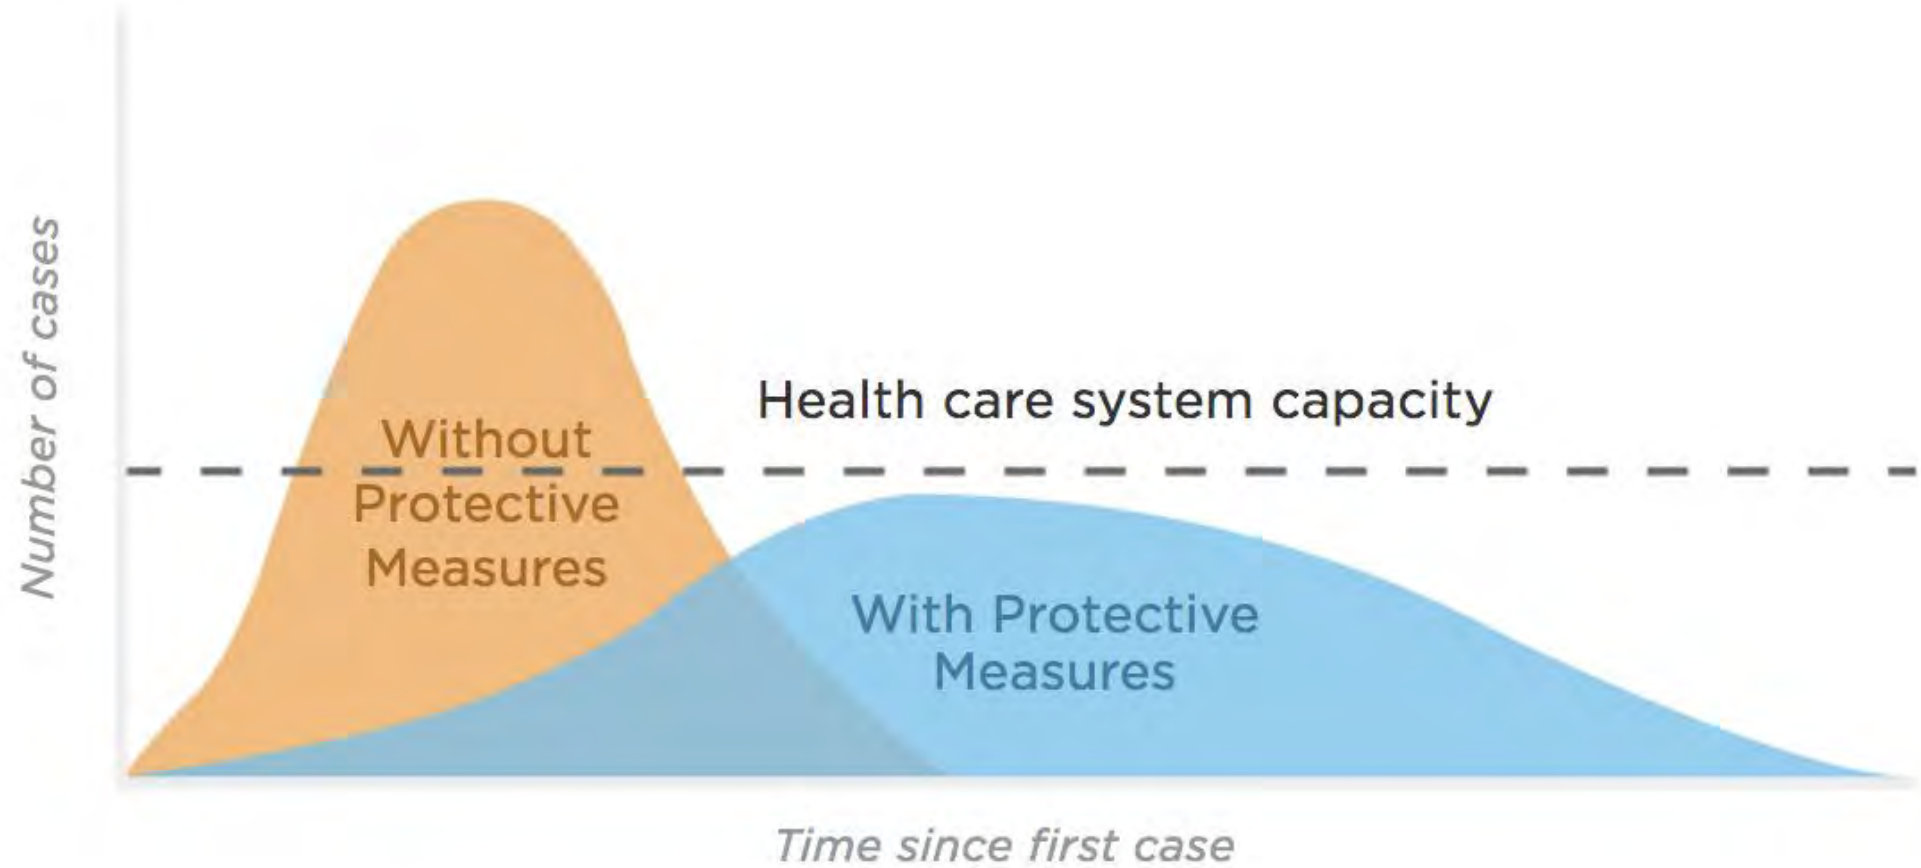 Number of cases
Health care system capacity
Without
Protective
Measures
With Protective
Measures
Time since first case